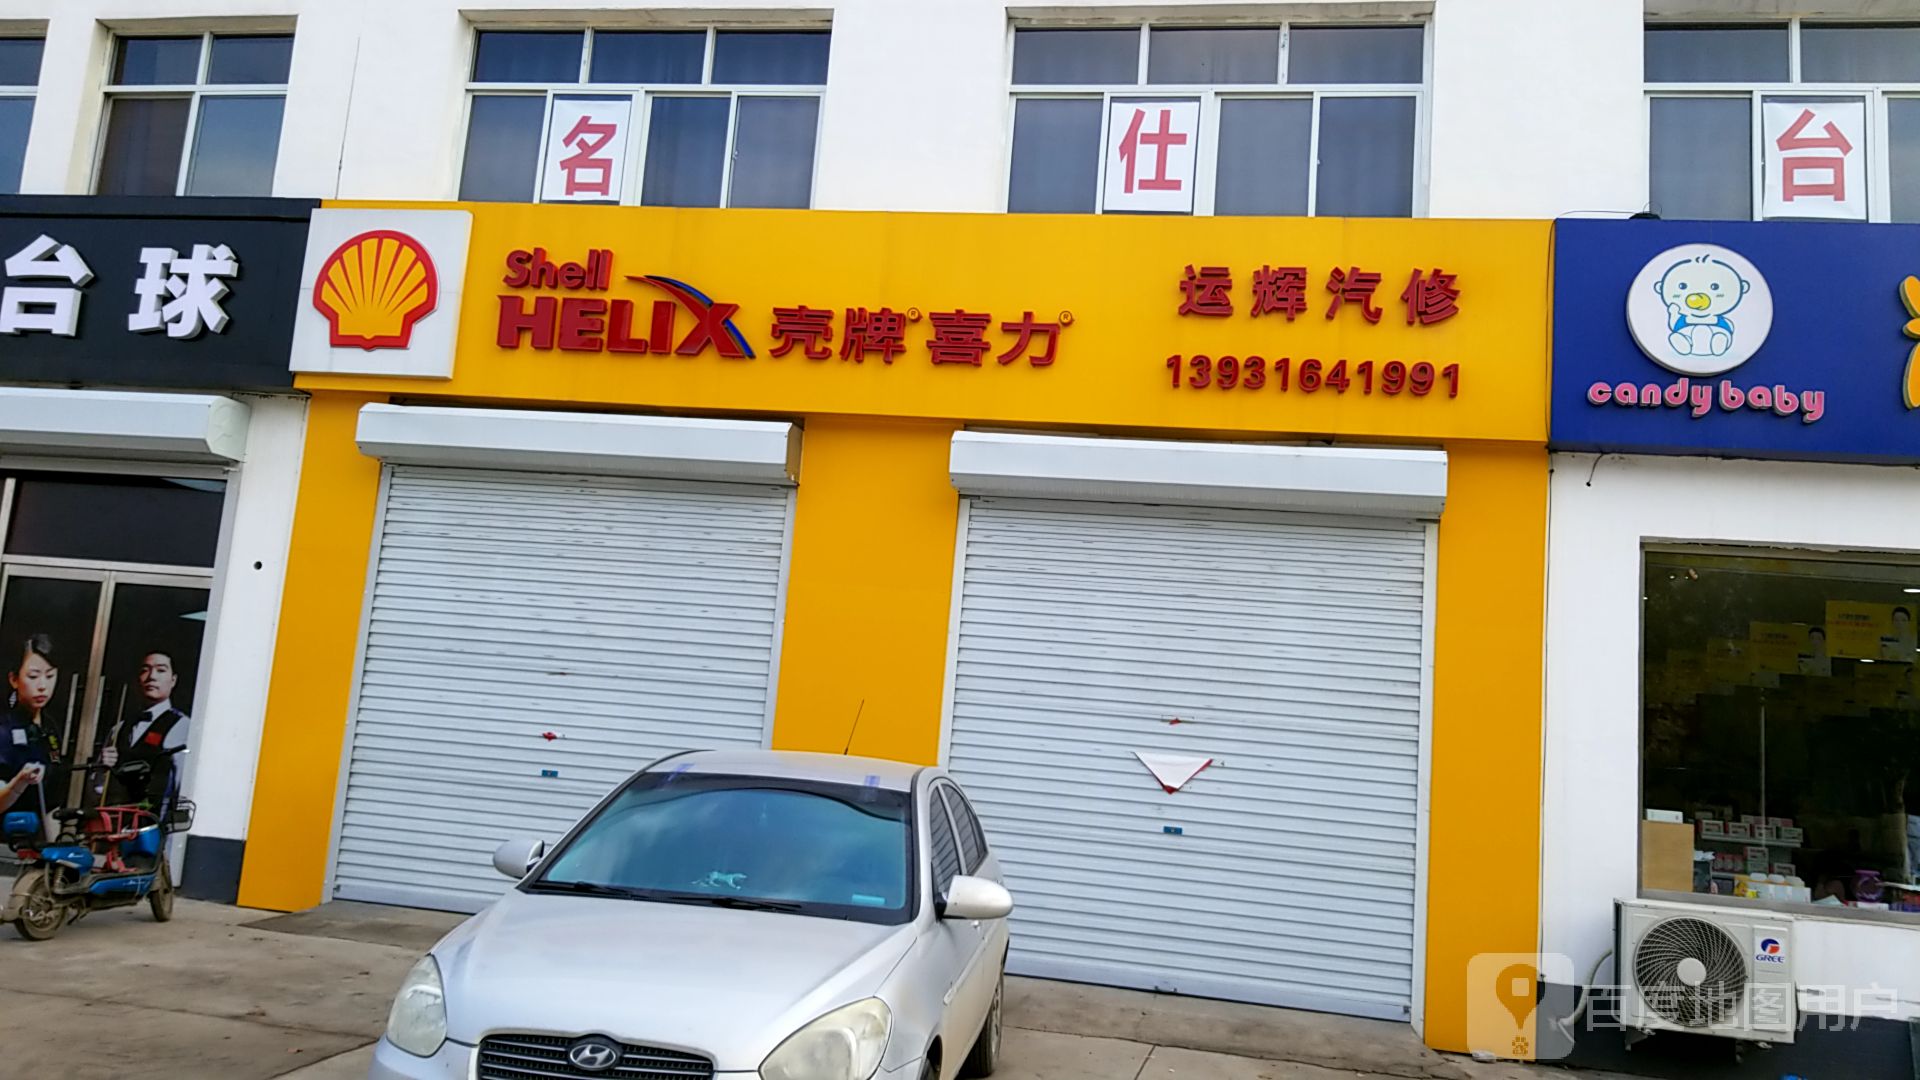 名 仕 台
台球
Shell
HELIX 壳牌® 喜力®
运辉汽修
13931641991
candy baby
GREE
百度地图用户